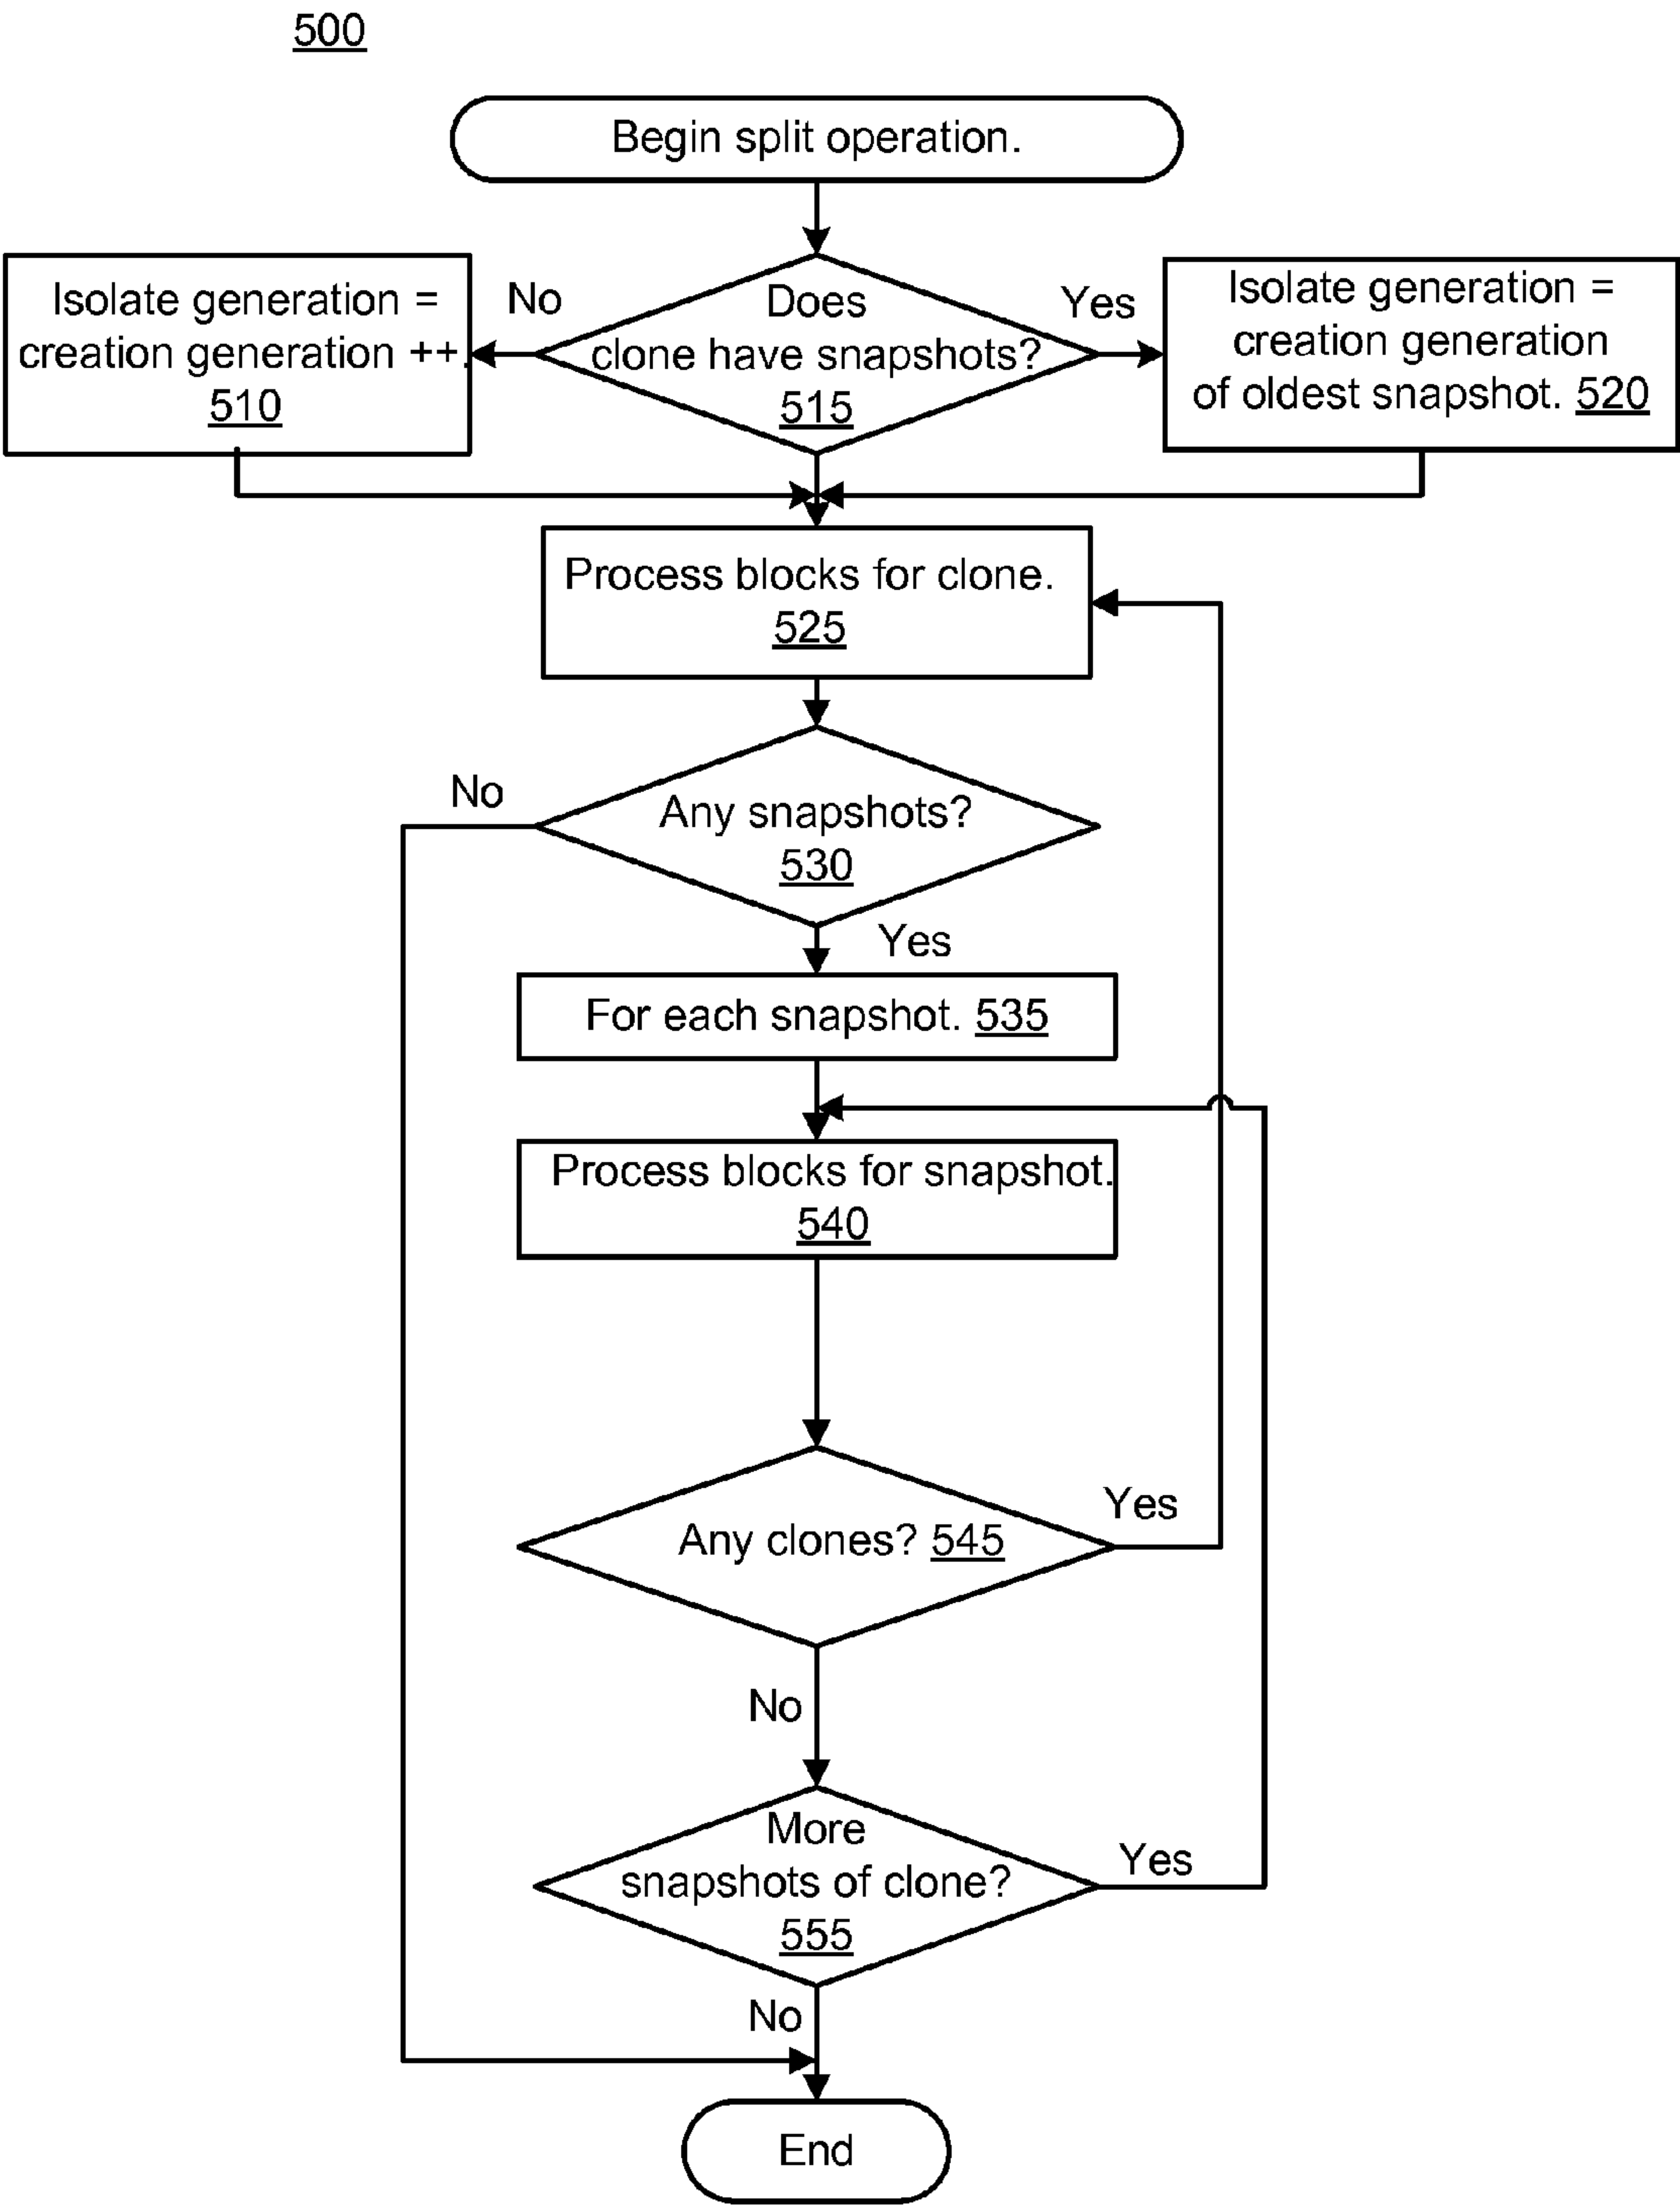 500
Begin split operation.
Isolate generation =
creation generation ++.
510
No
Does
clone have snapshots?
515
Yes
Isolate generation =
creation generation
of oldest snapshot. 520
Process blocks for clone.
525
No
Any snapshots?
530
Yes
For each snapshot. 535
Process blocks for snapshot.
540
Any clones? 545
Yes
No
More
snapshots of clone?
555
Yes
No
End